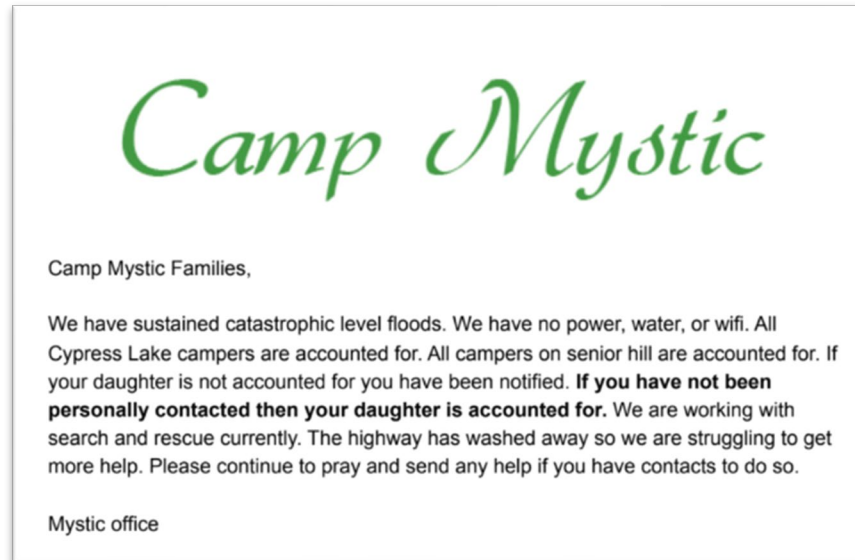 Camp Mystic
Camp Mystic Families,
We have sustained catastrophic level floods. We have no power, water, or wifi. All
Cypress Lake campers are accounted for. All campers on senior hill are accounted for. If
your daughter is not accounted for you have been notified. If you have not been
personally contacted then your daughter is accounted for. We are working with
search and rescue currently. The highway has washed away so we are struggling to get
more help. Please continue to pray and send any help if you have contacts to do so.
Mystic office